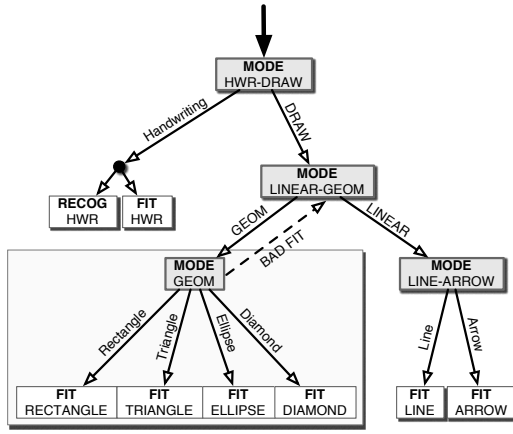 MODE
HWR-DRAW
Handwriting
DRAW
MODE
LINEAR-GEOM
RECOG
HWR
FIT
HWR
GEOM
BAD FIT
LINEAR
MODE
GEOM
MODE
LINE-ARROW
Rectangle
Triangle
Ellipse
Diamond
Line
Arrow
FIT
RECTANGLE
FIT
TRIANGLE
FIT
ELLIPSE
FIT
DIAMOND
FIT
LINE
FIT
ARROW